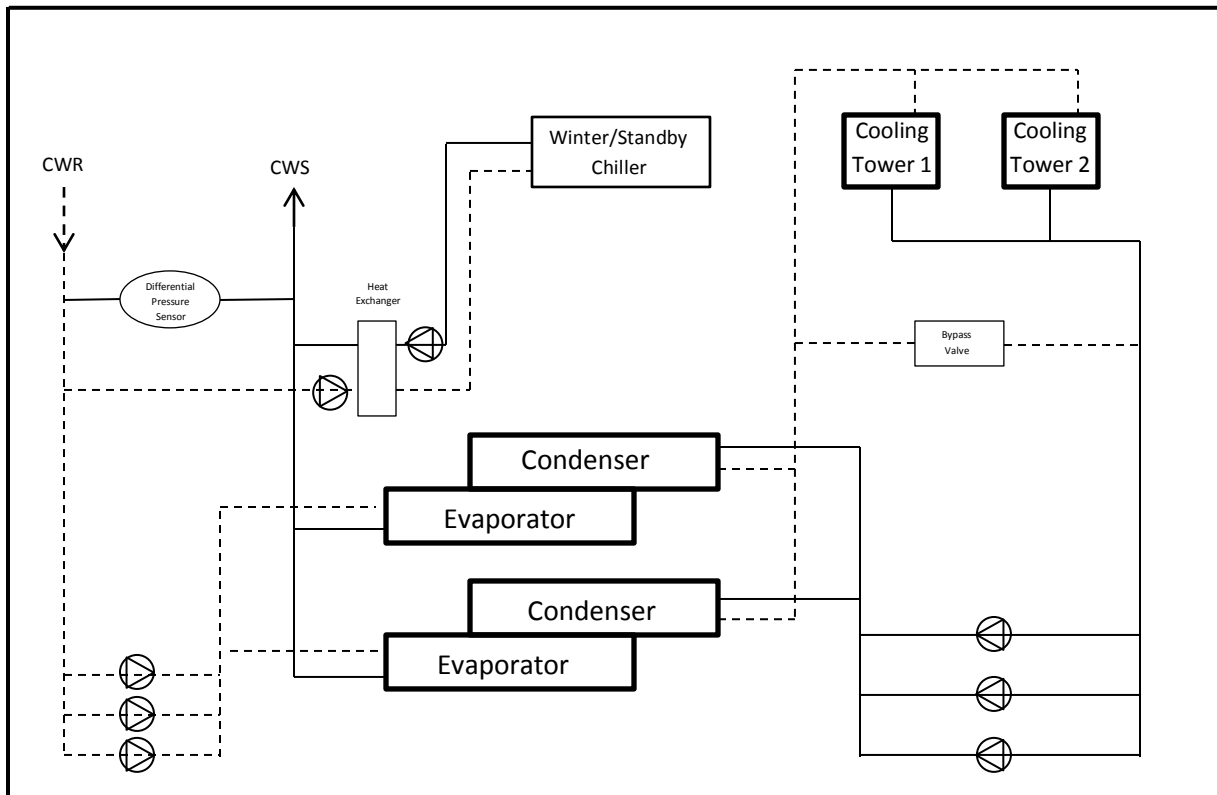 Cooling
Tower 1
Cooling
Tower 2
Winter/Standby
Chiller
CWR
CWS
Differential
Pressure
Sensor
Heat
Exchanger
Bypass
Valve
Condenser
Evaporator
Condenser
Evaporator